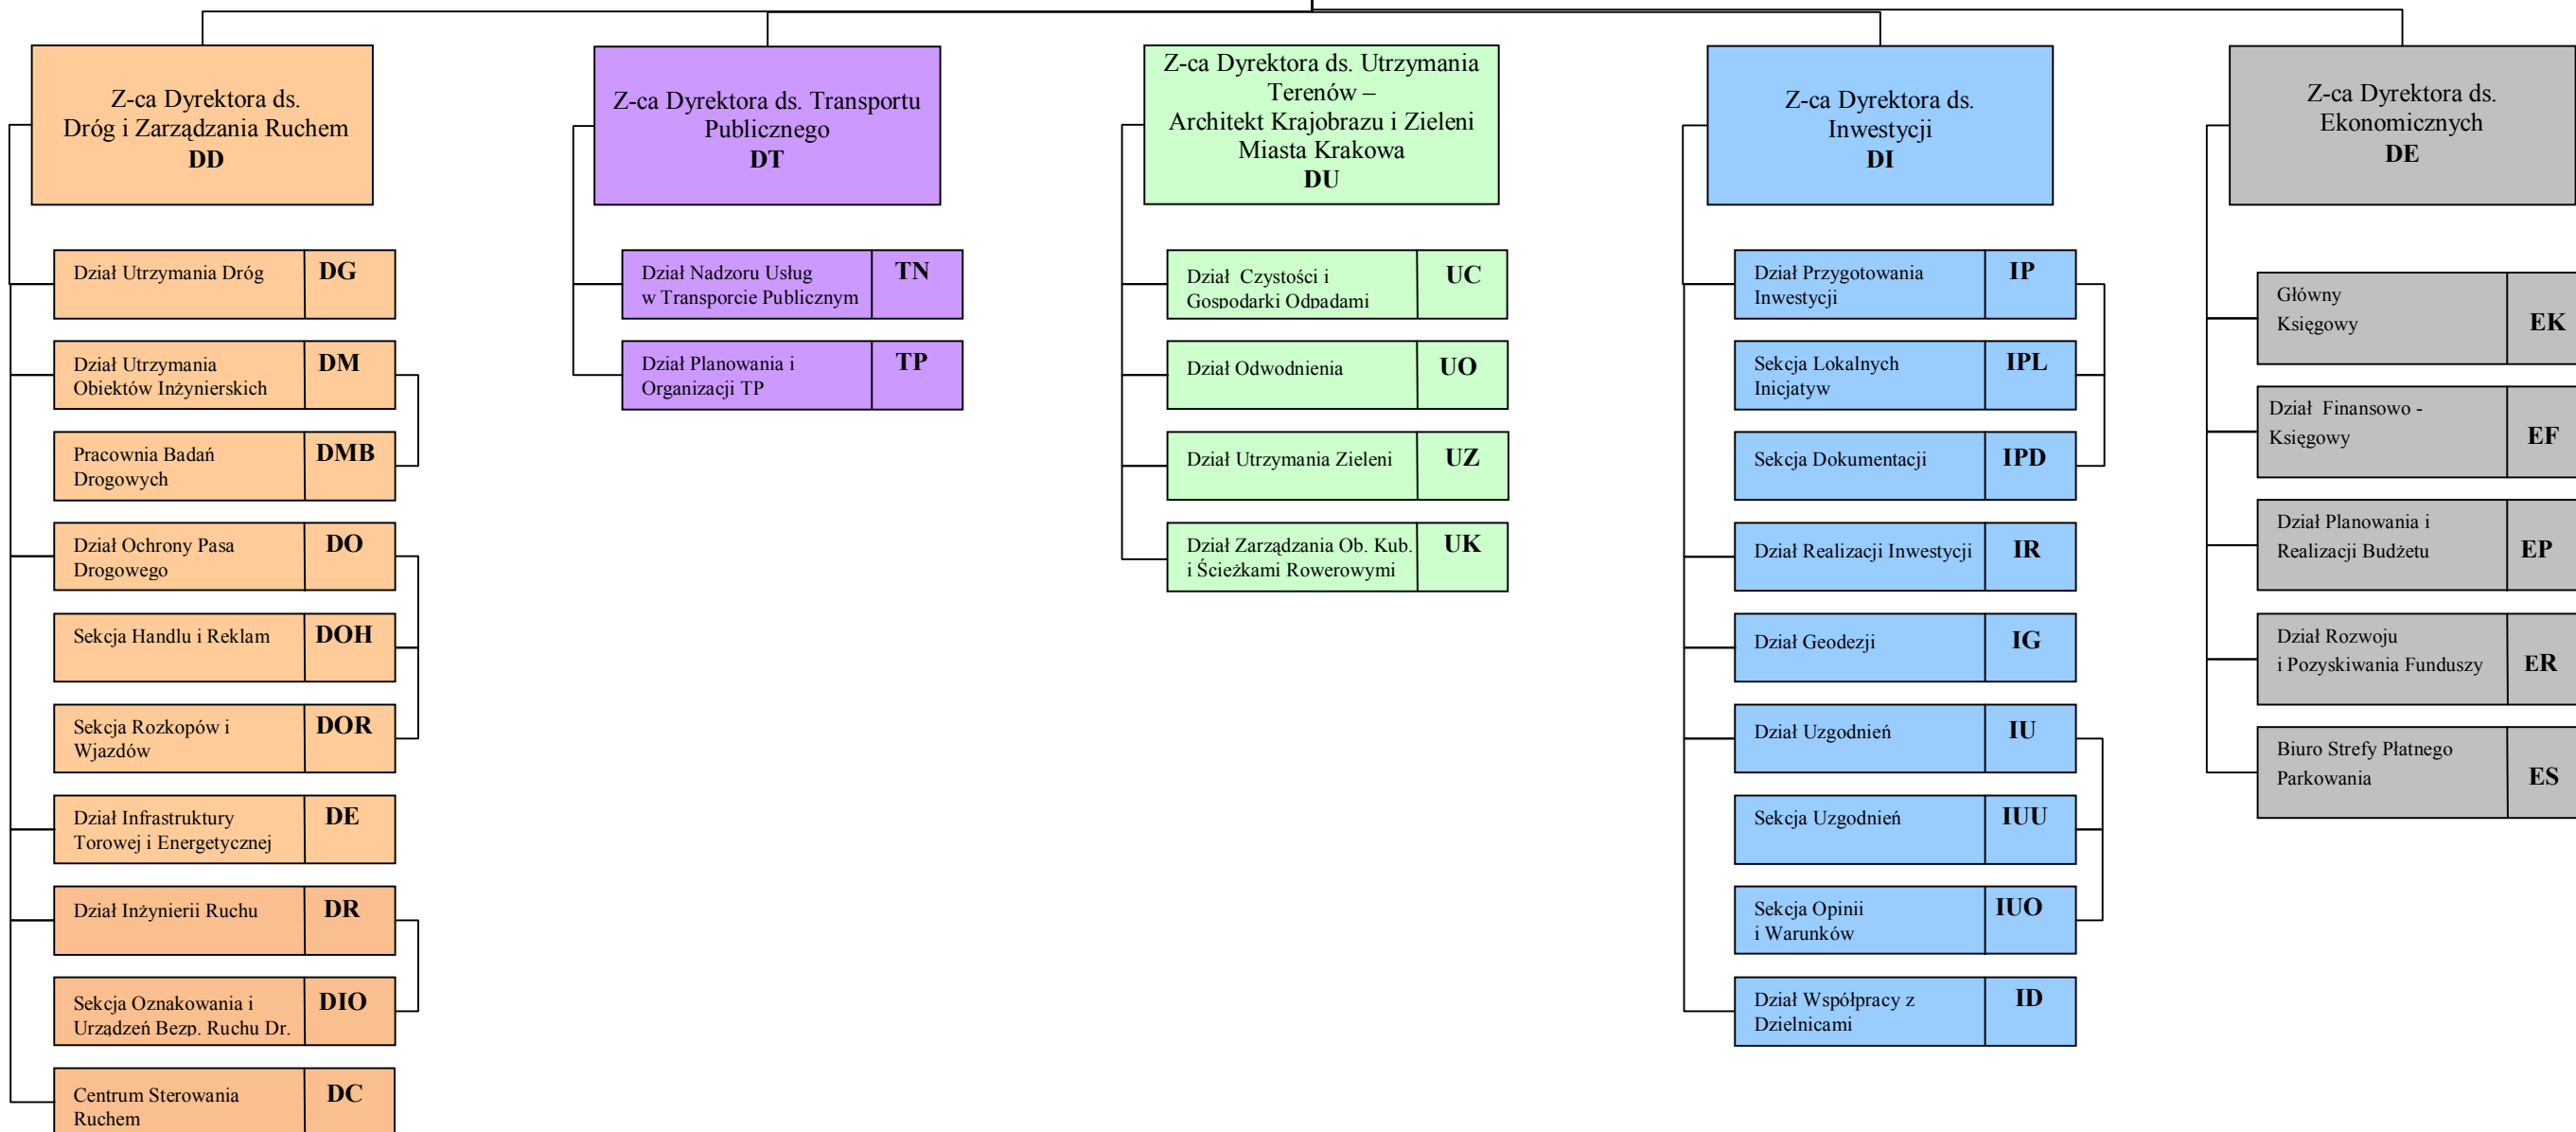 Z-ca Dyrektora ds.
Dróg i Zarządzania Ruchem
DD
Dział Utrzymania Dróg
DG
Dział Utrzymania
Obiektów Inżynierskich
DM
Pracownia Badań
Drogowych
DMB
Dział Ochrony Pasa
Drogowego
DO
Sekcja Handlu i Reklam
DOH
Sekcja Rozkopów i
Wjazdów
DOR
Dział Infrastruktury
Torowej i Energetycznej
DE
Dział Inżynierii Ruchu
DR
Sekcja Oznakowania i
Urządzeń Bezp. Ruchu Dr.
DIO
Centrum Sterowania
Ruchem
DC
Z-ca Dyrektora ds. Transportu
Publicznego
DT
Dział Nadzoru Usług
w Transporcie Publicznym
TN
Dział Planowania i
Organizacji TP
TP
Z-ca Dyrektora ds. Utrzymania
Terenów –
Architekt Krajobrazu i Zieleni
Miasta Krakowa
DU
Dział Czystości i
Gospodarki Odpadami
UC
Dział Odwodnienia
UO
Dział Utrzymania Zieleni
UZ
Dział Zarządzania Ob. Kub.
i Ścieżkami Rowerowymi
UK
Z-ca Dyrektora ds.
Inwestycji
DI
Dział Przygotowania
Inwestycji
IP
Sekcja Lokalnych
Inicjatyw
IPL
Sekcja Dokumentacji
IPD
Dział Realizacji Inwestycji
IR
Dział Geodezji
IG
Dział Uzgodnień
IU
Sekcja Uzgodnień
IUU
Sekcja Opinii
i Warunków
IUO
Dział Współpracy z
Dzielnicami
ID
Z-ca Dyrektora ds.
Ekonomicznych
DE
Główny
Księgowy
EK
Dział Finansowo -
Księgowy
EF
Dział Planowania i
Realizacji Budżetu
EP
Dział Rozwoju
i Pozyskiwania Funduszy
ER
Biuro Strefy Płatnego
Parkowania
ES